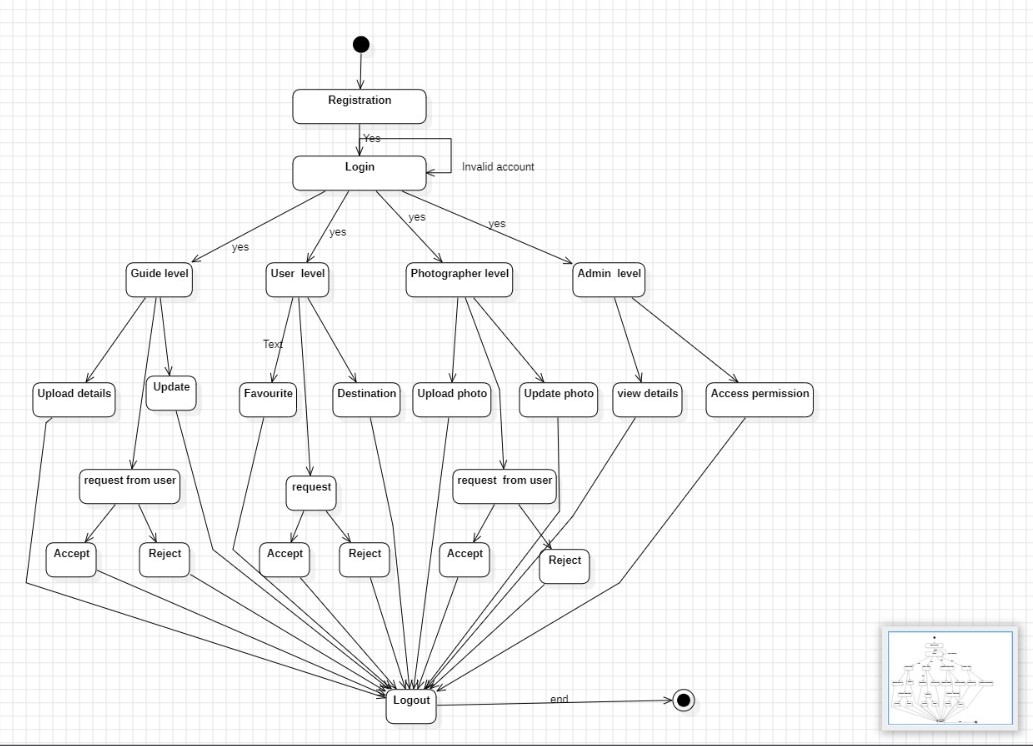 Registration
Yes
Login
Invalid account
yes
yes
yes
yes
Guide level
User level
Photographer level
Admin level
Text
Upload details
Update
Favourite
Destination
Upload photo
Update photo
view details
Access permission
request from user
request
request from user
Accept
Reject
Accept
Reject
Accept
Reject
Logout
end